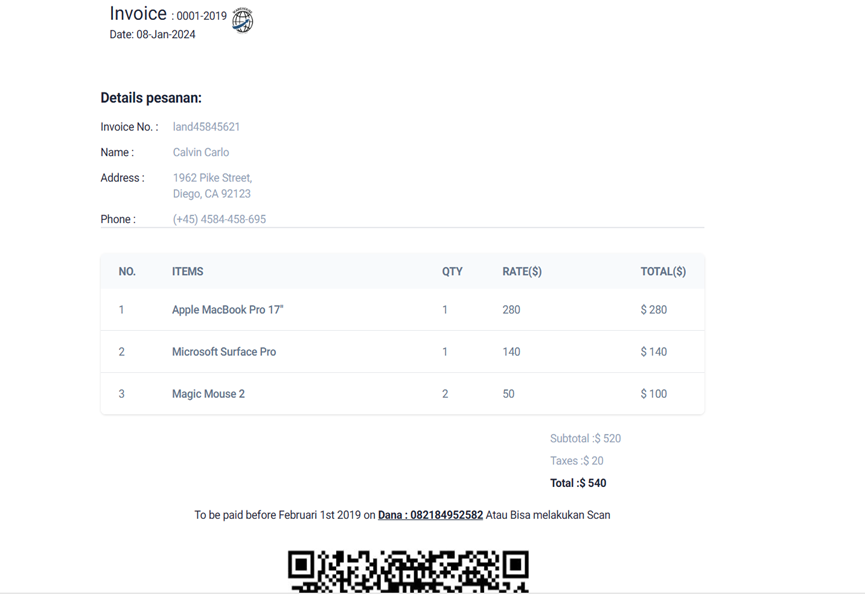 Invoice : 0001-2019
Date: 08-Jan-2024
Details pesanan:
Invoice No. : land45845621
Name : Calvin Carlo
Address : 1962 Pike Street,
Diego, CA 92123
Phone : (+45) 4584-458-695
NO. ITEMS QTY RATE($) TOTAL($)
1 Apple MacBook Pro 17" 1 280 $ 280
2 Microsoft Surface Pro 1 140 $ 140
3 Magic Mouse 2 2 50 $ 100
Subtotal :$ 520
Taxes :$ 20
Total :$ 540
To be paid before Februari 1st 2019 on Dana : 082184952582 Atau Bisa melakukan Scan